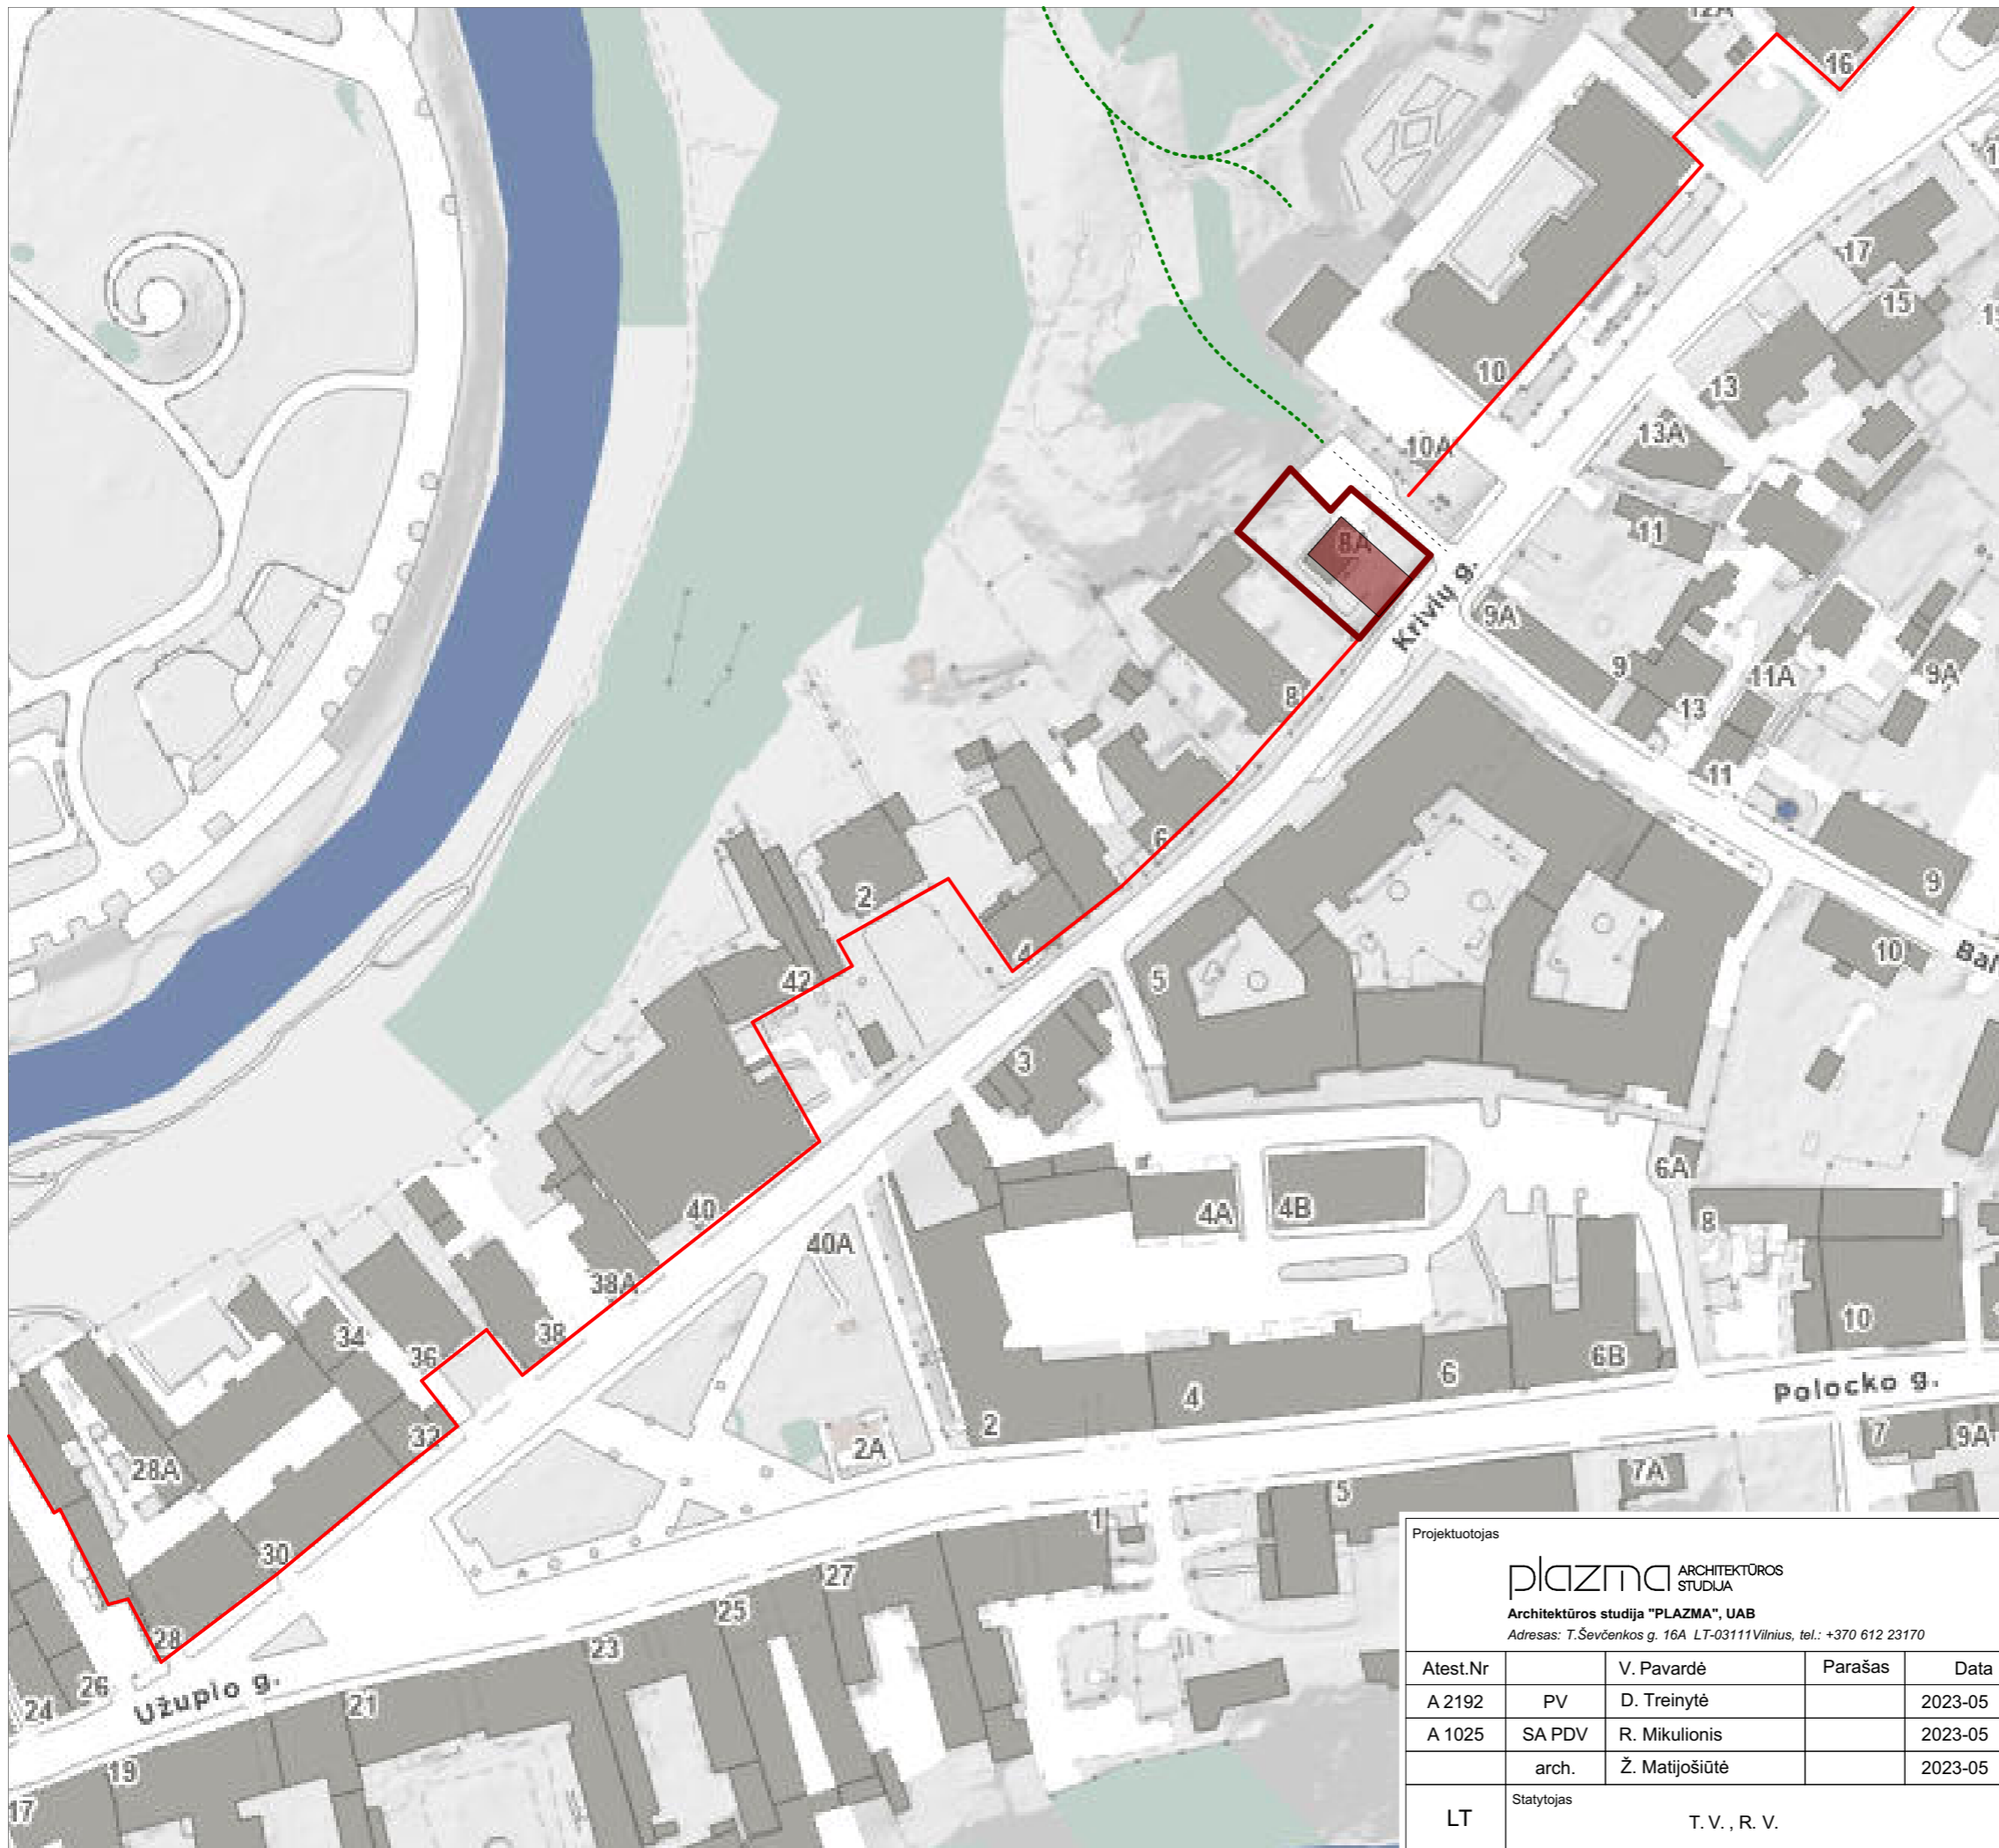 12A
16
17
15
13
10
13A
10A
11
8A
Krivių g.
9A
9
11A
9A
13
8
11
6
2
9
4
42
5
10
Bal
3
6A
40
4A
4B
8
40A
38A
34
38
10
36
6B
6
Polocko g.
32
4
2
7
9A
28A
2A
7A
5
1
30
27
25
28
23
26
Užupio g.
24
21
19
17
Projektuotojas
plazma ARCHITEKTŪROS
STUDIJA
Architektūros studija "PLAZMA", UAB
Adresas: T.Ševčenkos g. 16A LT-03111Vilnius, tel.: +370 612 23170
Atest.Nr V. Pavardė Parašas Data
A 2192 PV D. Treinytė 2023-05
A 1025 SA PDV R. Mikulionis 2023-05
arch. Ž. Matijošiūtė 2023-05
Statytojas
LT T. V. , R. V.